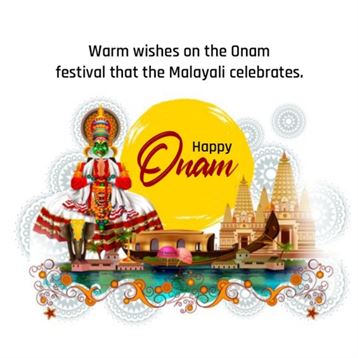 Warm wishes on the Onam
festival that the Malayali celebrates.
Happy
Onam